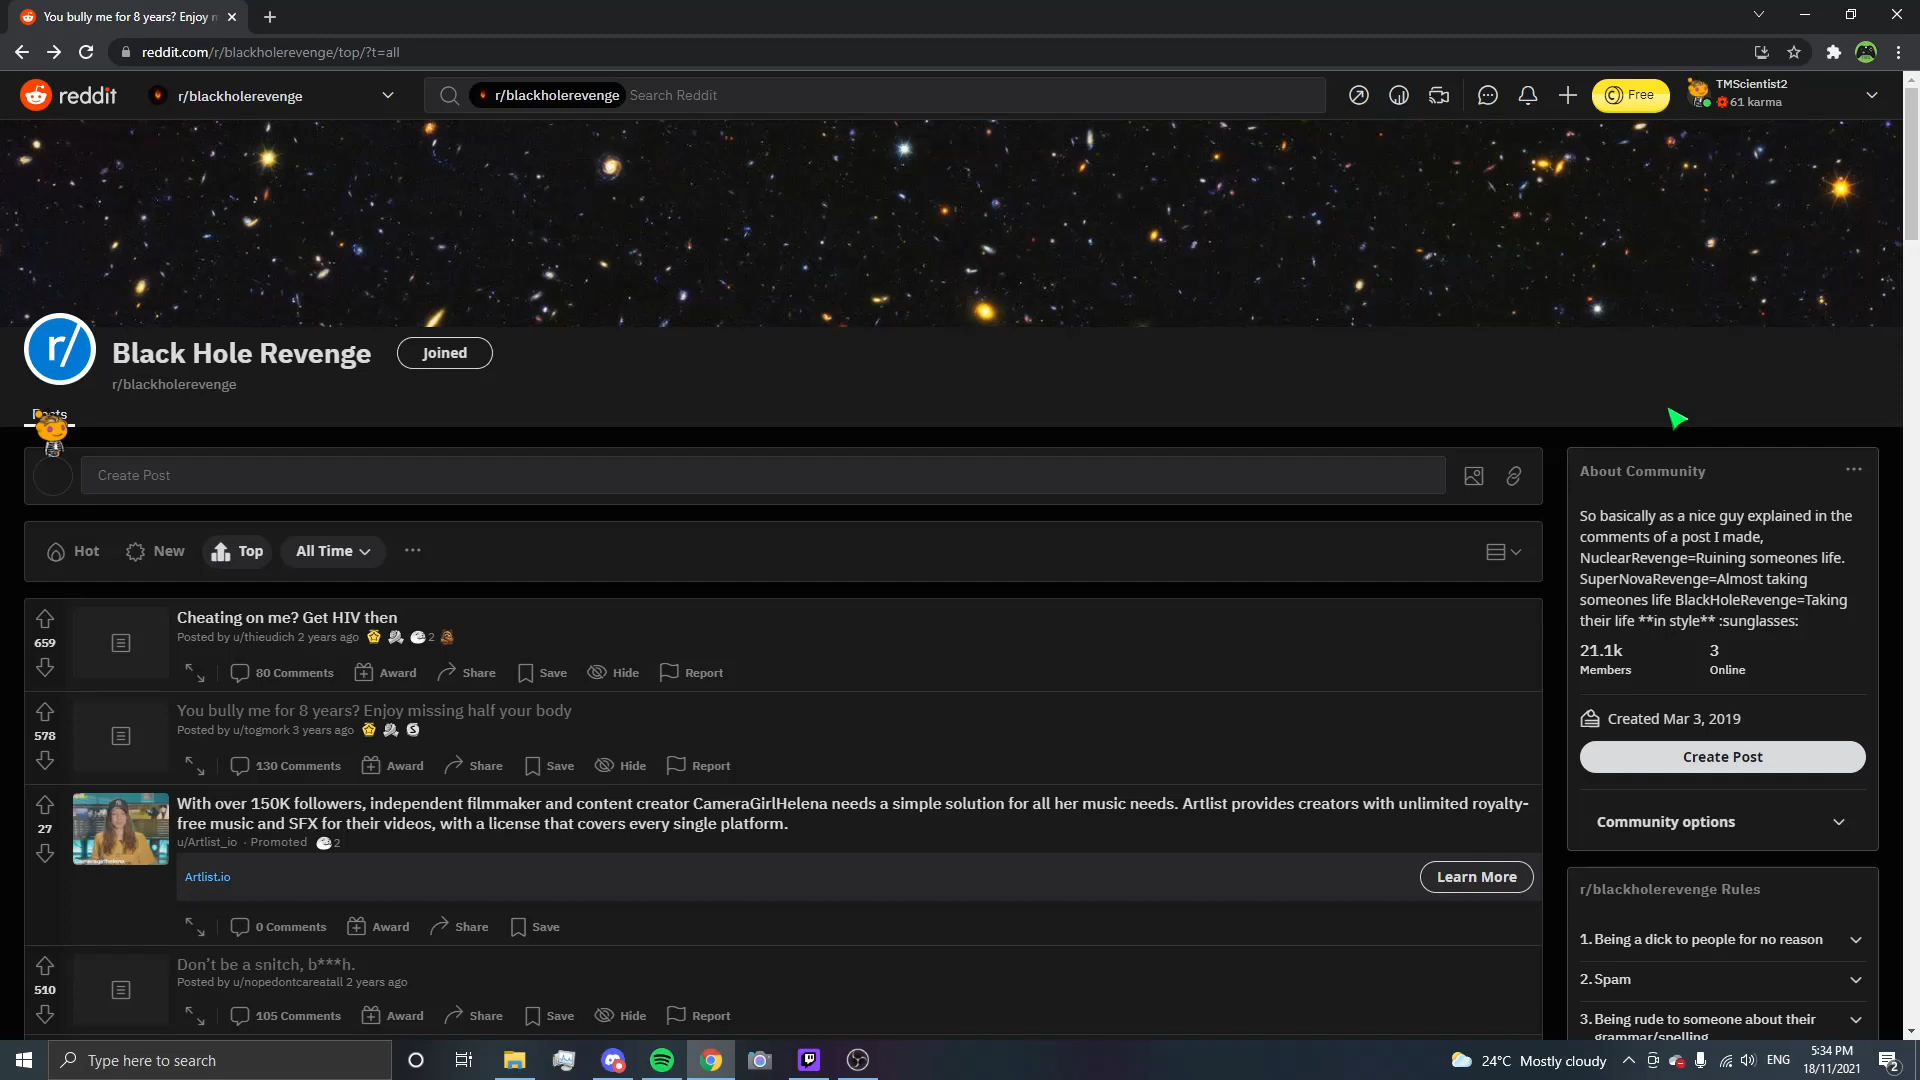 You bully me for 8 years? Enjoy m
reddit.com/r/blackholerevenge/top/?t=all
reddit
r/blackholerevenge
r/blackholerevenge Search Reddit
Free
TMScientist2
61 karma
Black Hole Revenge
Joined
r/blackholerevenge
Posts
Create Post
Hot
New
Top
All Time
Cheating on me? Get HIV then
Posted by u/thieudich 2 years ago 2
659
80 Comments Award Share Save Hide Report
You bully me for 8 years? Enjoy missing half your body
Posted by u/togmork 3 years ago
578
130 Comments Award Share Save Hide Report
With over 150K followers, independent filmmaker and content creator CameraGirlHelena needs a simple solution for all her music needs. Artlist provides creators with unlimited royalty-
free music and SFX for their videos, with a license that covers every single platform.
27
u/Artlist_io · Promoted 2
Artlist.io
Learn More
0 Comments Award Share Save
Don't be a snitch, b***h.
Posted by u/nopedontcareatall 2 years ago
510
105 Comments Award Share Save Hide Report
About Community
So basically as a nice guy explained in the
comments of a post I made,
NuclearRevenge=Ruining someones life.
SuperNovaRevenge=Almost taking
someones life BlackHoleRevenge=Taking
their life **in style** :sunglasses:
21.1k 3
Members Online
Created Mar 3, 2019
Create Post
Community options
r/blackholerevenge Rules
1. Being a dick to people for no reason
2. Spam
3. Being rude to someone about their
grammar/spelling
Type here to search
24°C Mostly cloudy
ENG
5:34 PM
18/11/2021
2